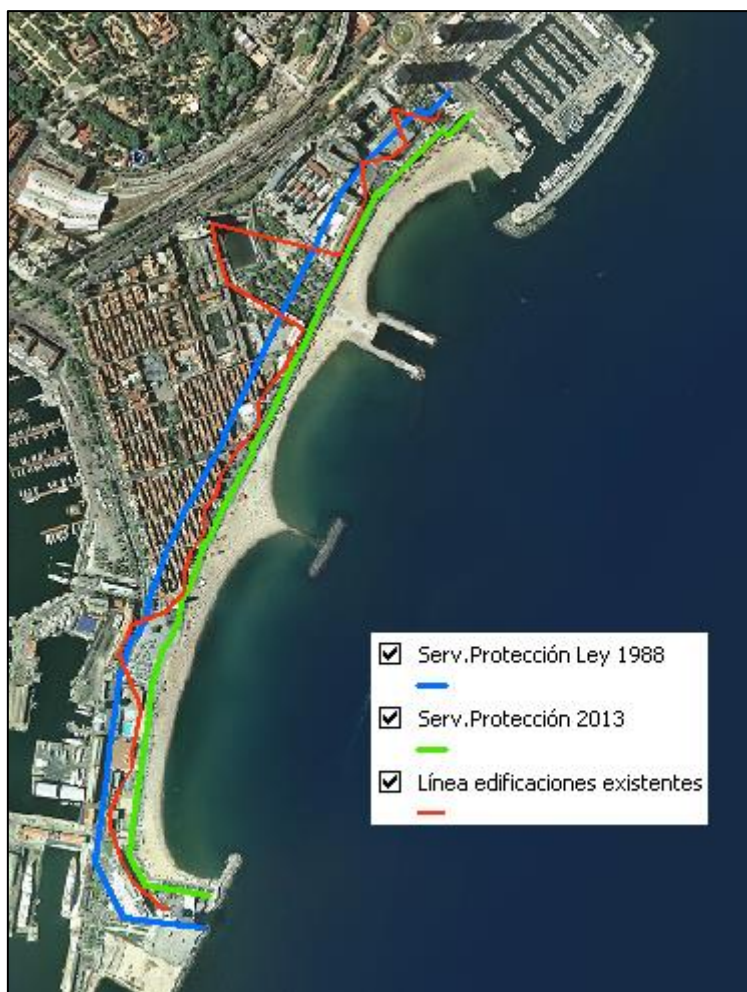 Serv.Protección Ley 1988
Serv.Protección 2013
Línea edificaciones existentes